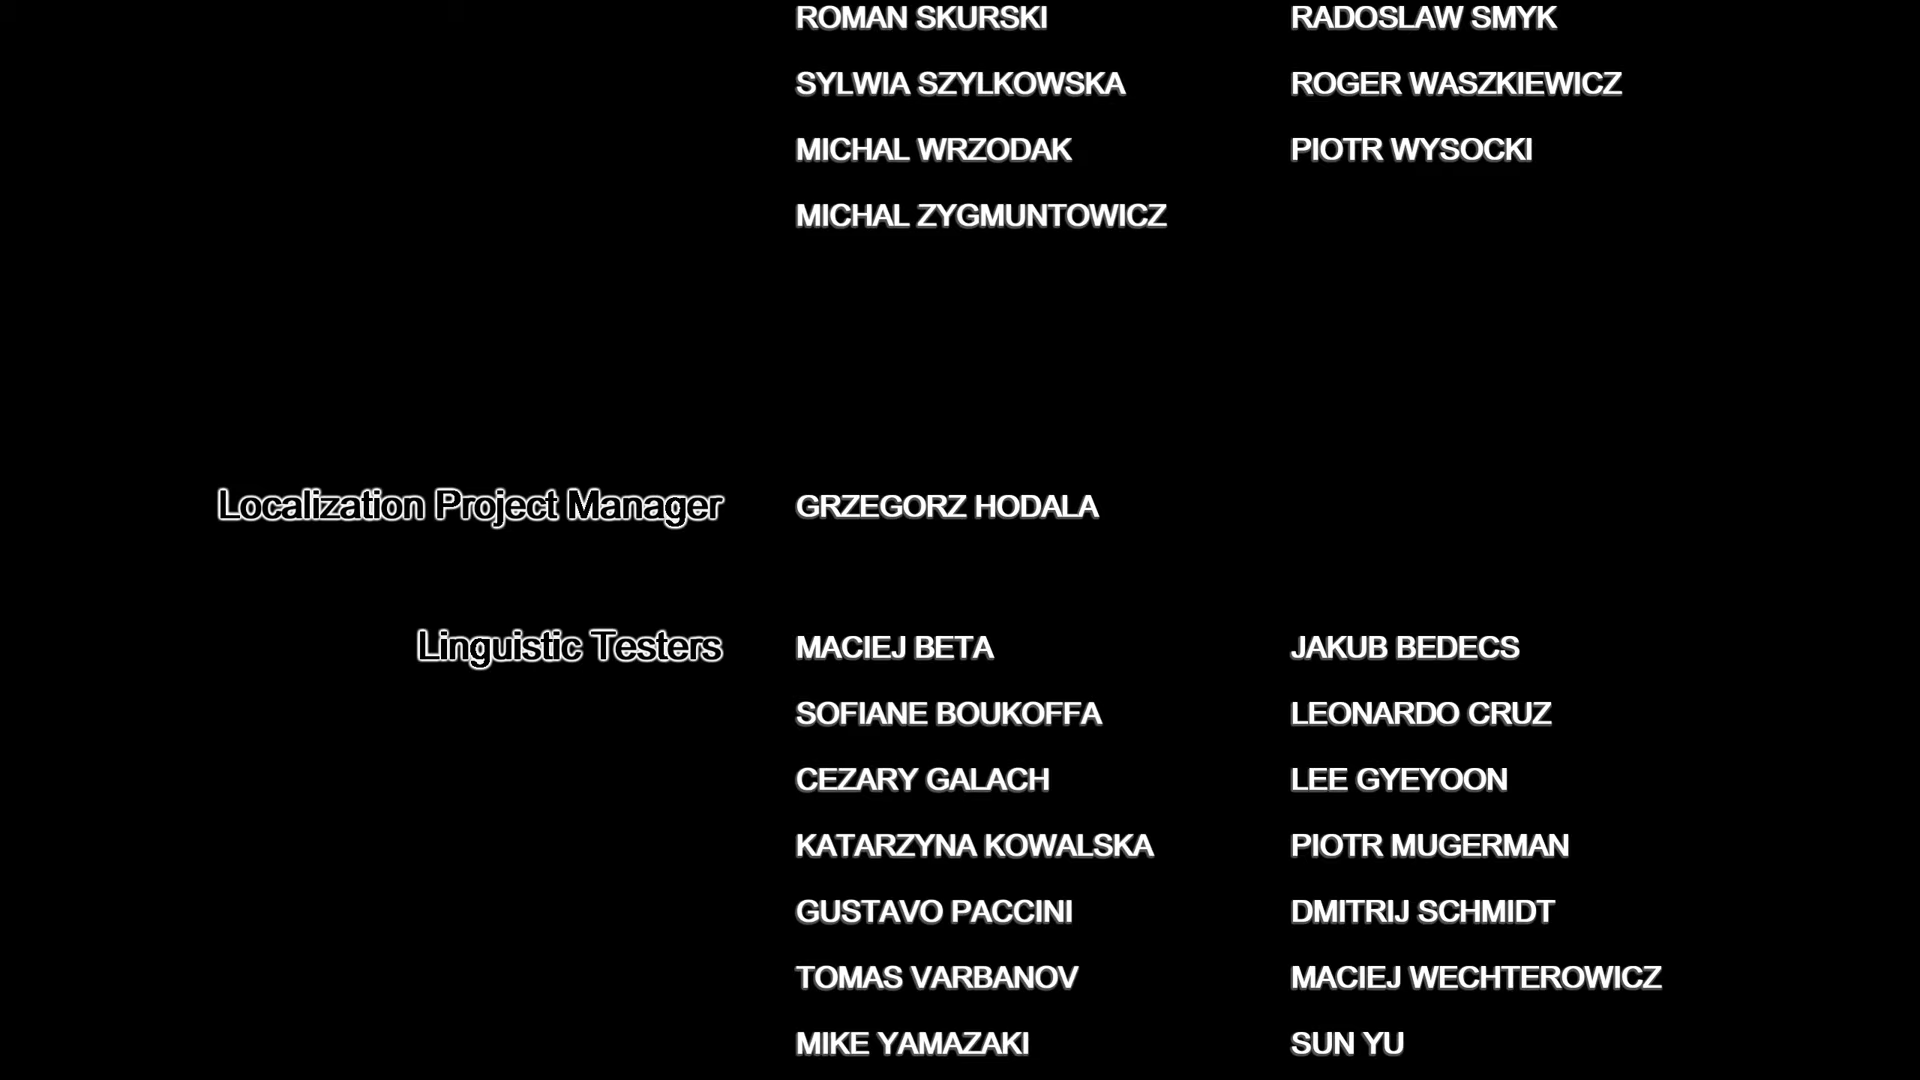 ROMAN SKURSKI RADOSLAW SMYK
SYLWIA SZYLKOWSKA ROGER WASZKIEWICZ
MICHAL WRZODAK PIOTR WYSOCKI
MICHAL ZYGMUNTOWICZ
Localization Project Manager GRZEGORZ HODALA
Linguistic Testers MACIEJ BETA JAKUB BEDECS
SOFIANE BOUKOFFA LEONARDO CRUZ
CEZARY GALACH LEE GYEYOON
KATARZYNA KOWALSKA PIOTR MUGERMAN
GUSTAVO PACCINI DMITRIJ SCHMIDT
TOMAS VARBANOV MACIEJ WECHTEROWICZ
MIKE YAMAZAKI SUN YU